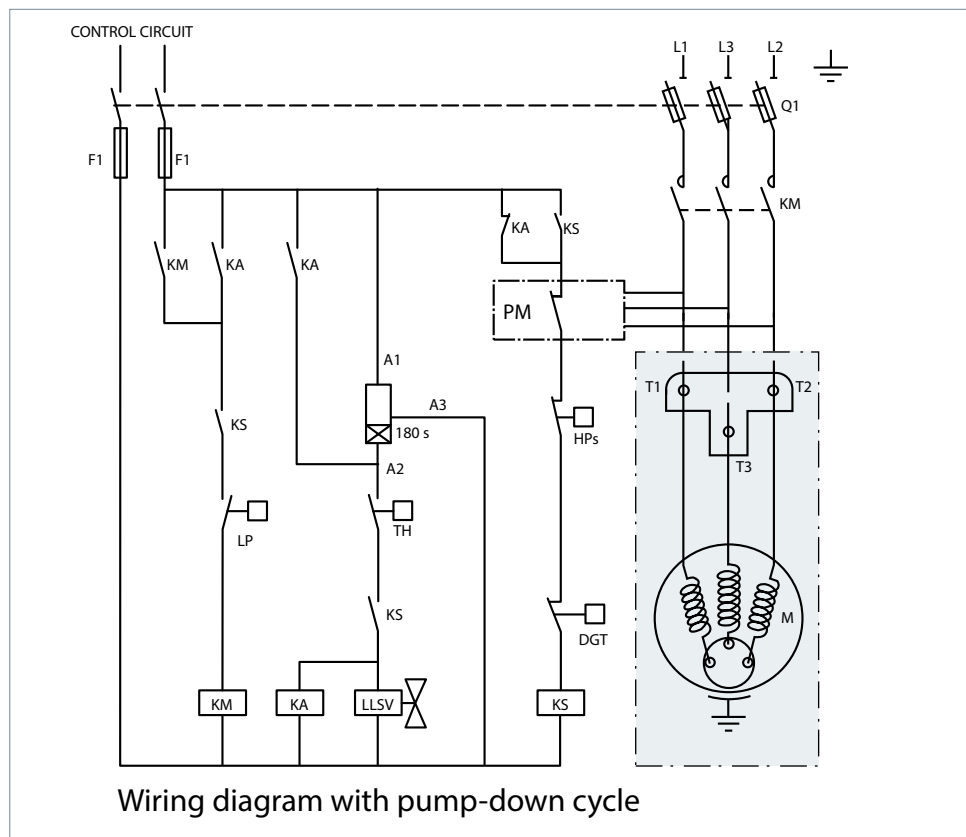 CONTROL CIRCUIT
L1 L3 L2
Q1
F1 F1
KM
KA KS
KM KA KA
PM
A1
T1 T2
A3
KS 180 s HPs
A2 T3
LP TH
KS M
DGT
KM KA LLSV KS
Wiring diagram with pump-down cycle